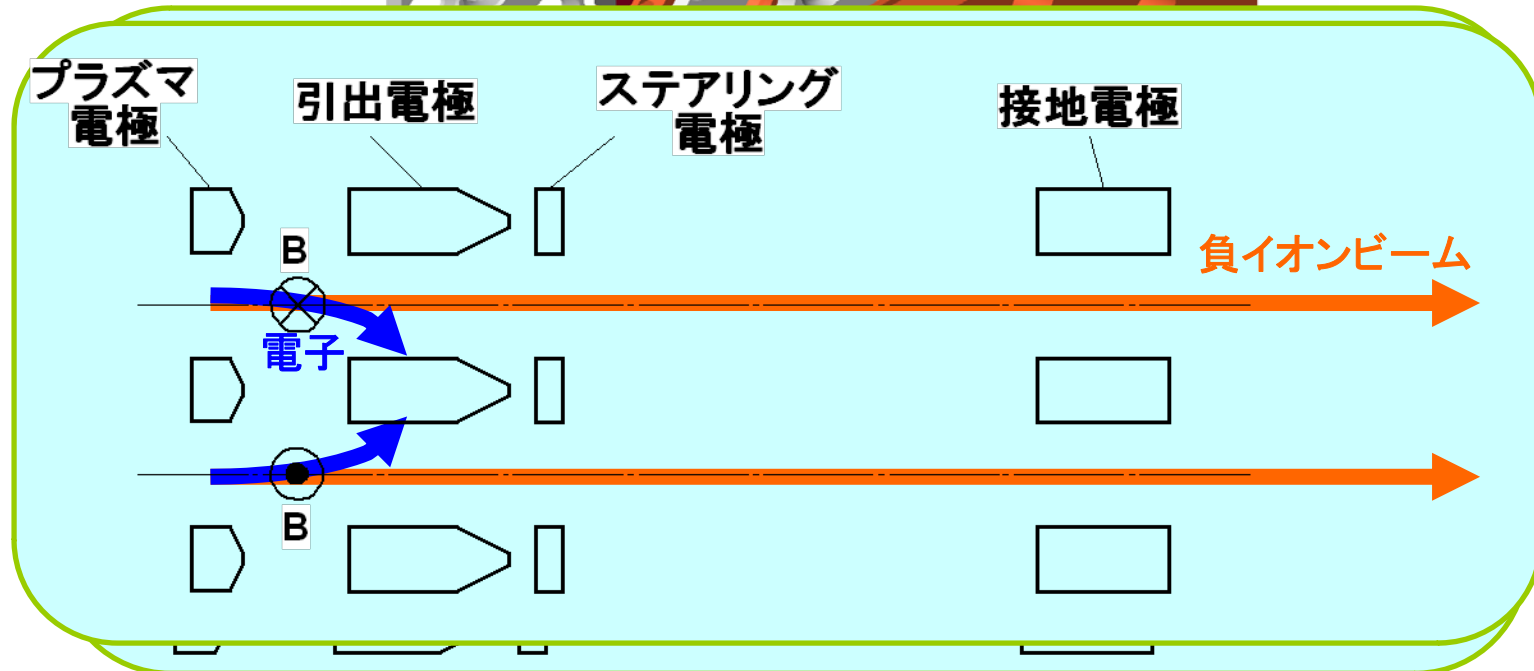 プラズマ
電極
引出電極
ステアリング
電極
接地電極
B
負イオンビーム
電子
B